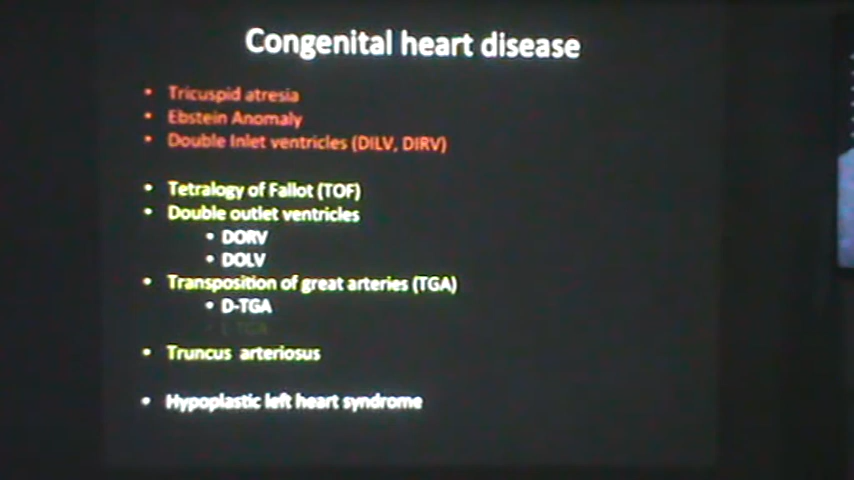 Congenital heart disease
• Tricuspid atresia
• Ebstein Anomaly
• Double Inlet ventricles (DILV, DIRV)
• Tetralogy of Fallot (TOF)
• Double outlet ventricles
• DORV
• DOLV
• Transposition of great arteries (TGA)
• D-TGA
• Truncus arteriosus
• Hypoplastic left heart syndrome